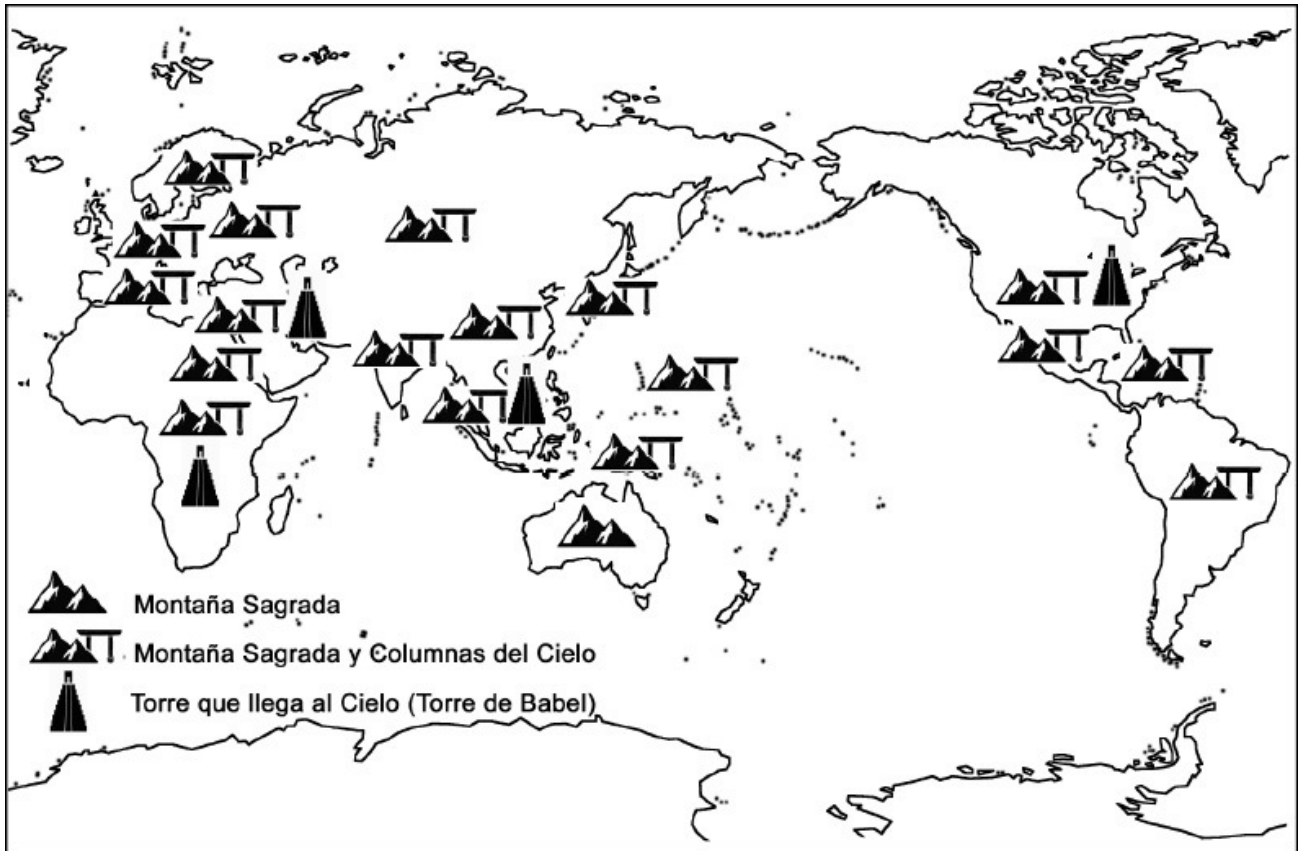 Montaña Sagrada
Montaña Sagrada y Columnas del Cielo
Torre que llega al Cielo (Torre de Babel)